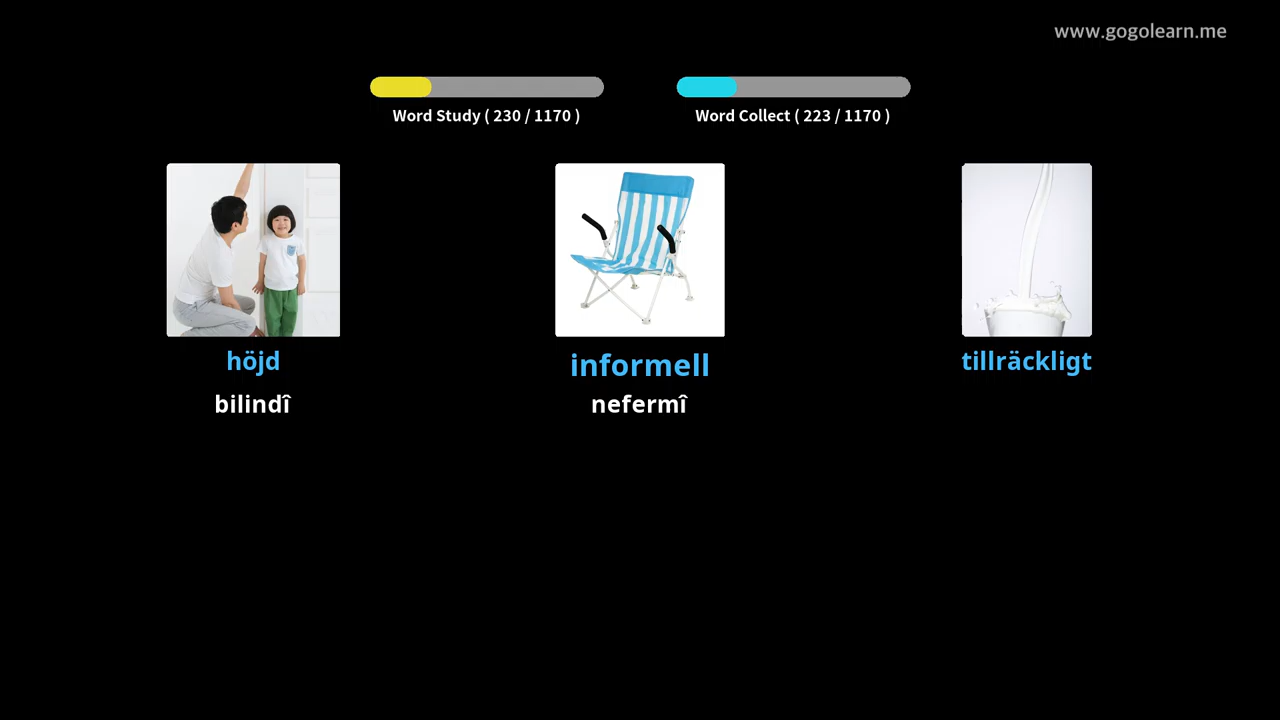 www.gogolearn.me
Word Study ( 230 / 1170 )
Word Collect ( 223 / 1170 )
höjd
informell
tillräckligt
bilindî
nefermî